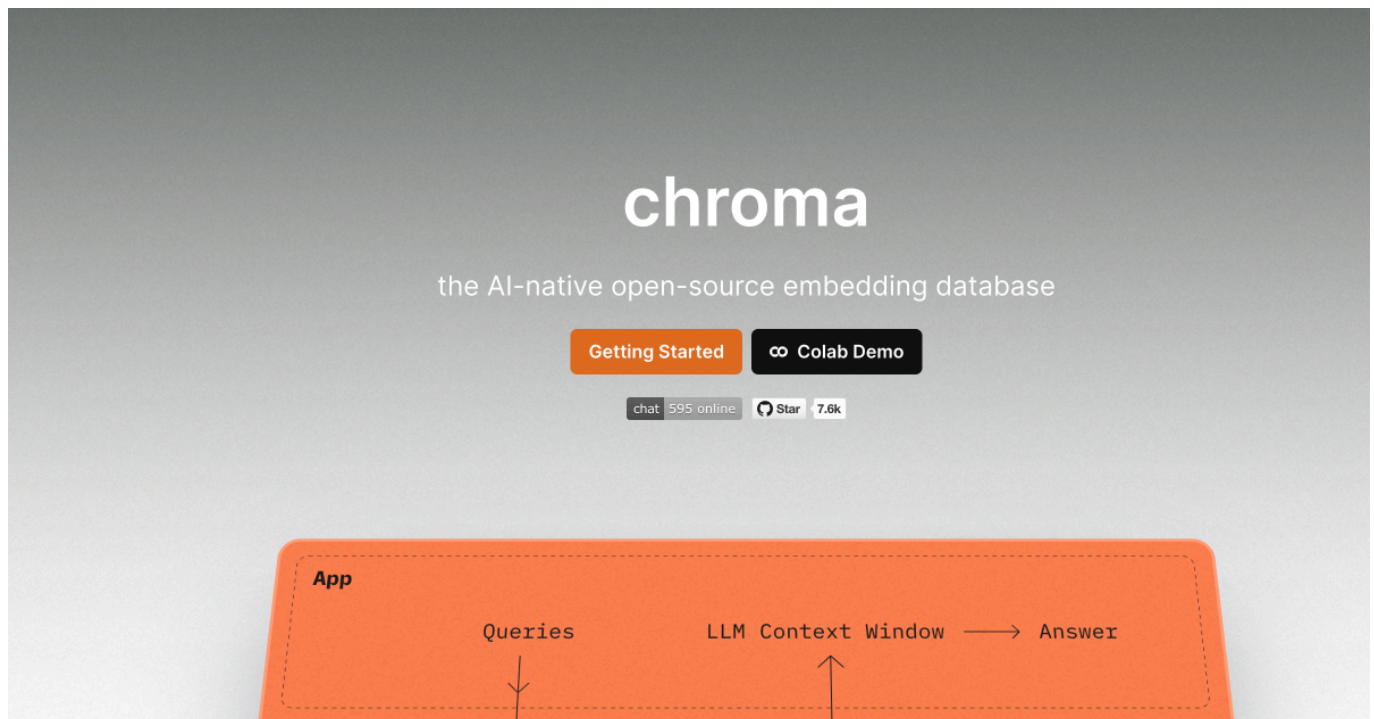 chroma
the AI-native open-source embedding database
Getting Started Colab Demo
chat 595 online Star 7.6k
App
Queries LLM Context Window Answer